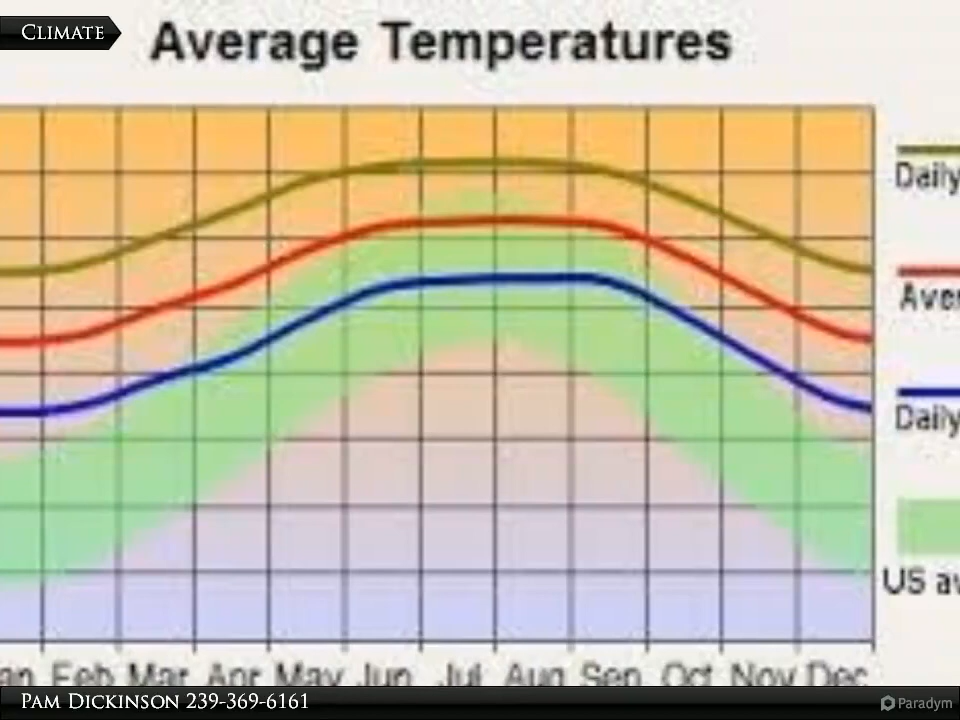 CLIMATE
Average Temperatures
Daily
Aver
Daily
US av
an Feb Mar Apr May Jun Jul Aug Sep Oct Nov Dec
PAM DICKINSON 239-369-6161
Paradym